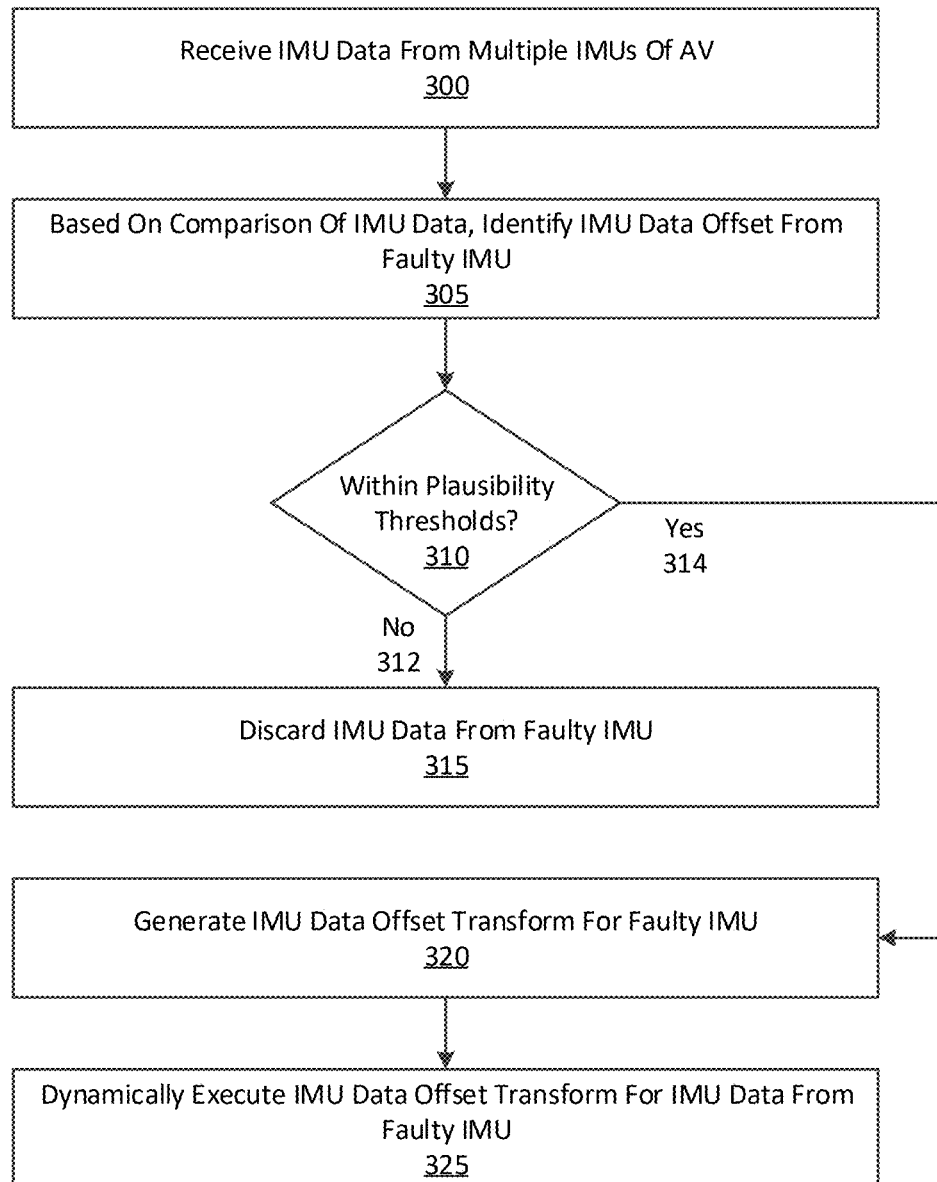 Receive IMU Data From Multiple IMUs Of AV
300
Based On Comparison Of IMU Data, Identify IMU Data Offset From
Faulty IMU
305
Within Plausibility
Thresholds?
310
Yes
314
No
312
Discard IMU Data From Faulty IMU
315
Generate IMU Data Offset Transform For Faulty IMU
320
Dynamically Execute IMU Data Offset Transform For IMU Data From
Faulty IMU
325